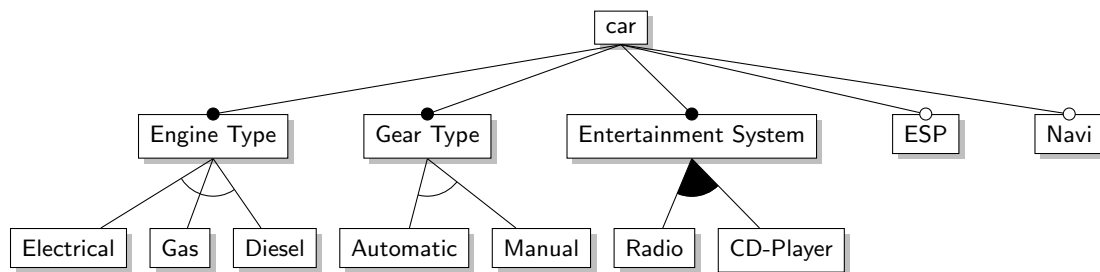 car
Engine Type
Gear Type
Entertainment System
ESP
Navi
Electrical
Gas
Diesel
Automatic
Manual
Radio
CD-Player